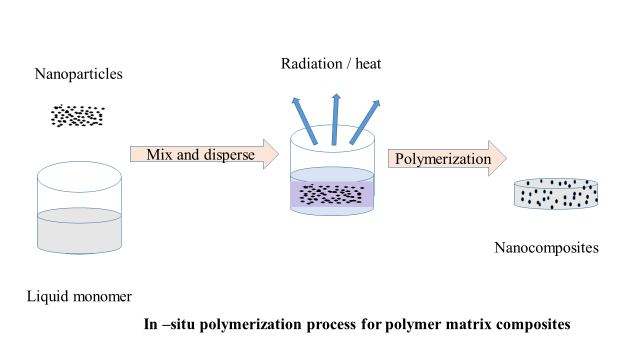 Nanoparticles
Radiation / heat
Mix and disperse
Polymerization
Nanocomposites
Liquid monomer
In –situ polymerization process for polymer matrix composites